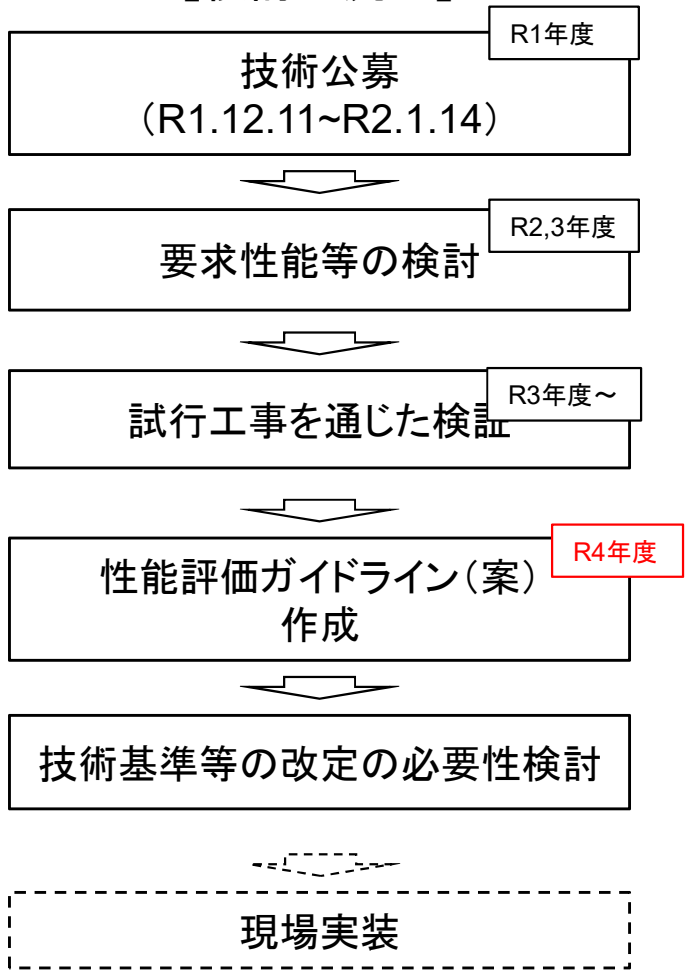 R1年度
技術公募
（R1.12.11~R2.1.14）
R2,3年度
要求性能等の検討
R3年度～
試行工事を通じた検証
R4年度
性能評価ガイドライン（案）
作成
技術基準等の改定の必要性検討
現場実装